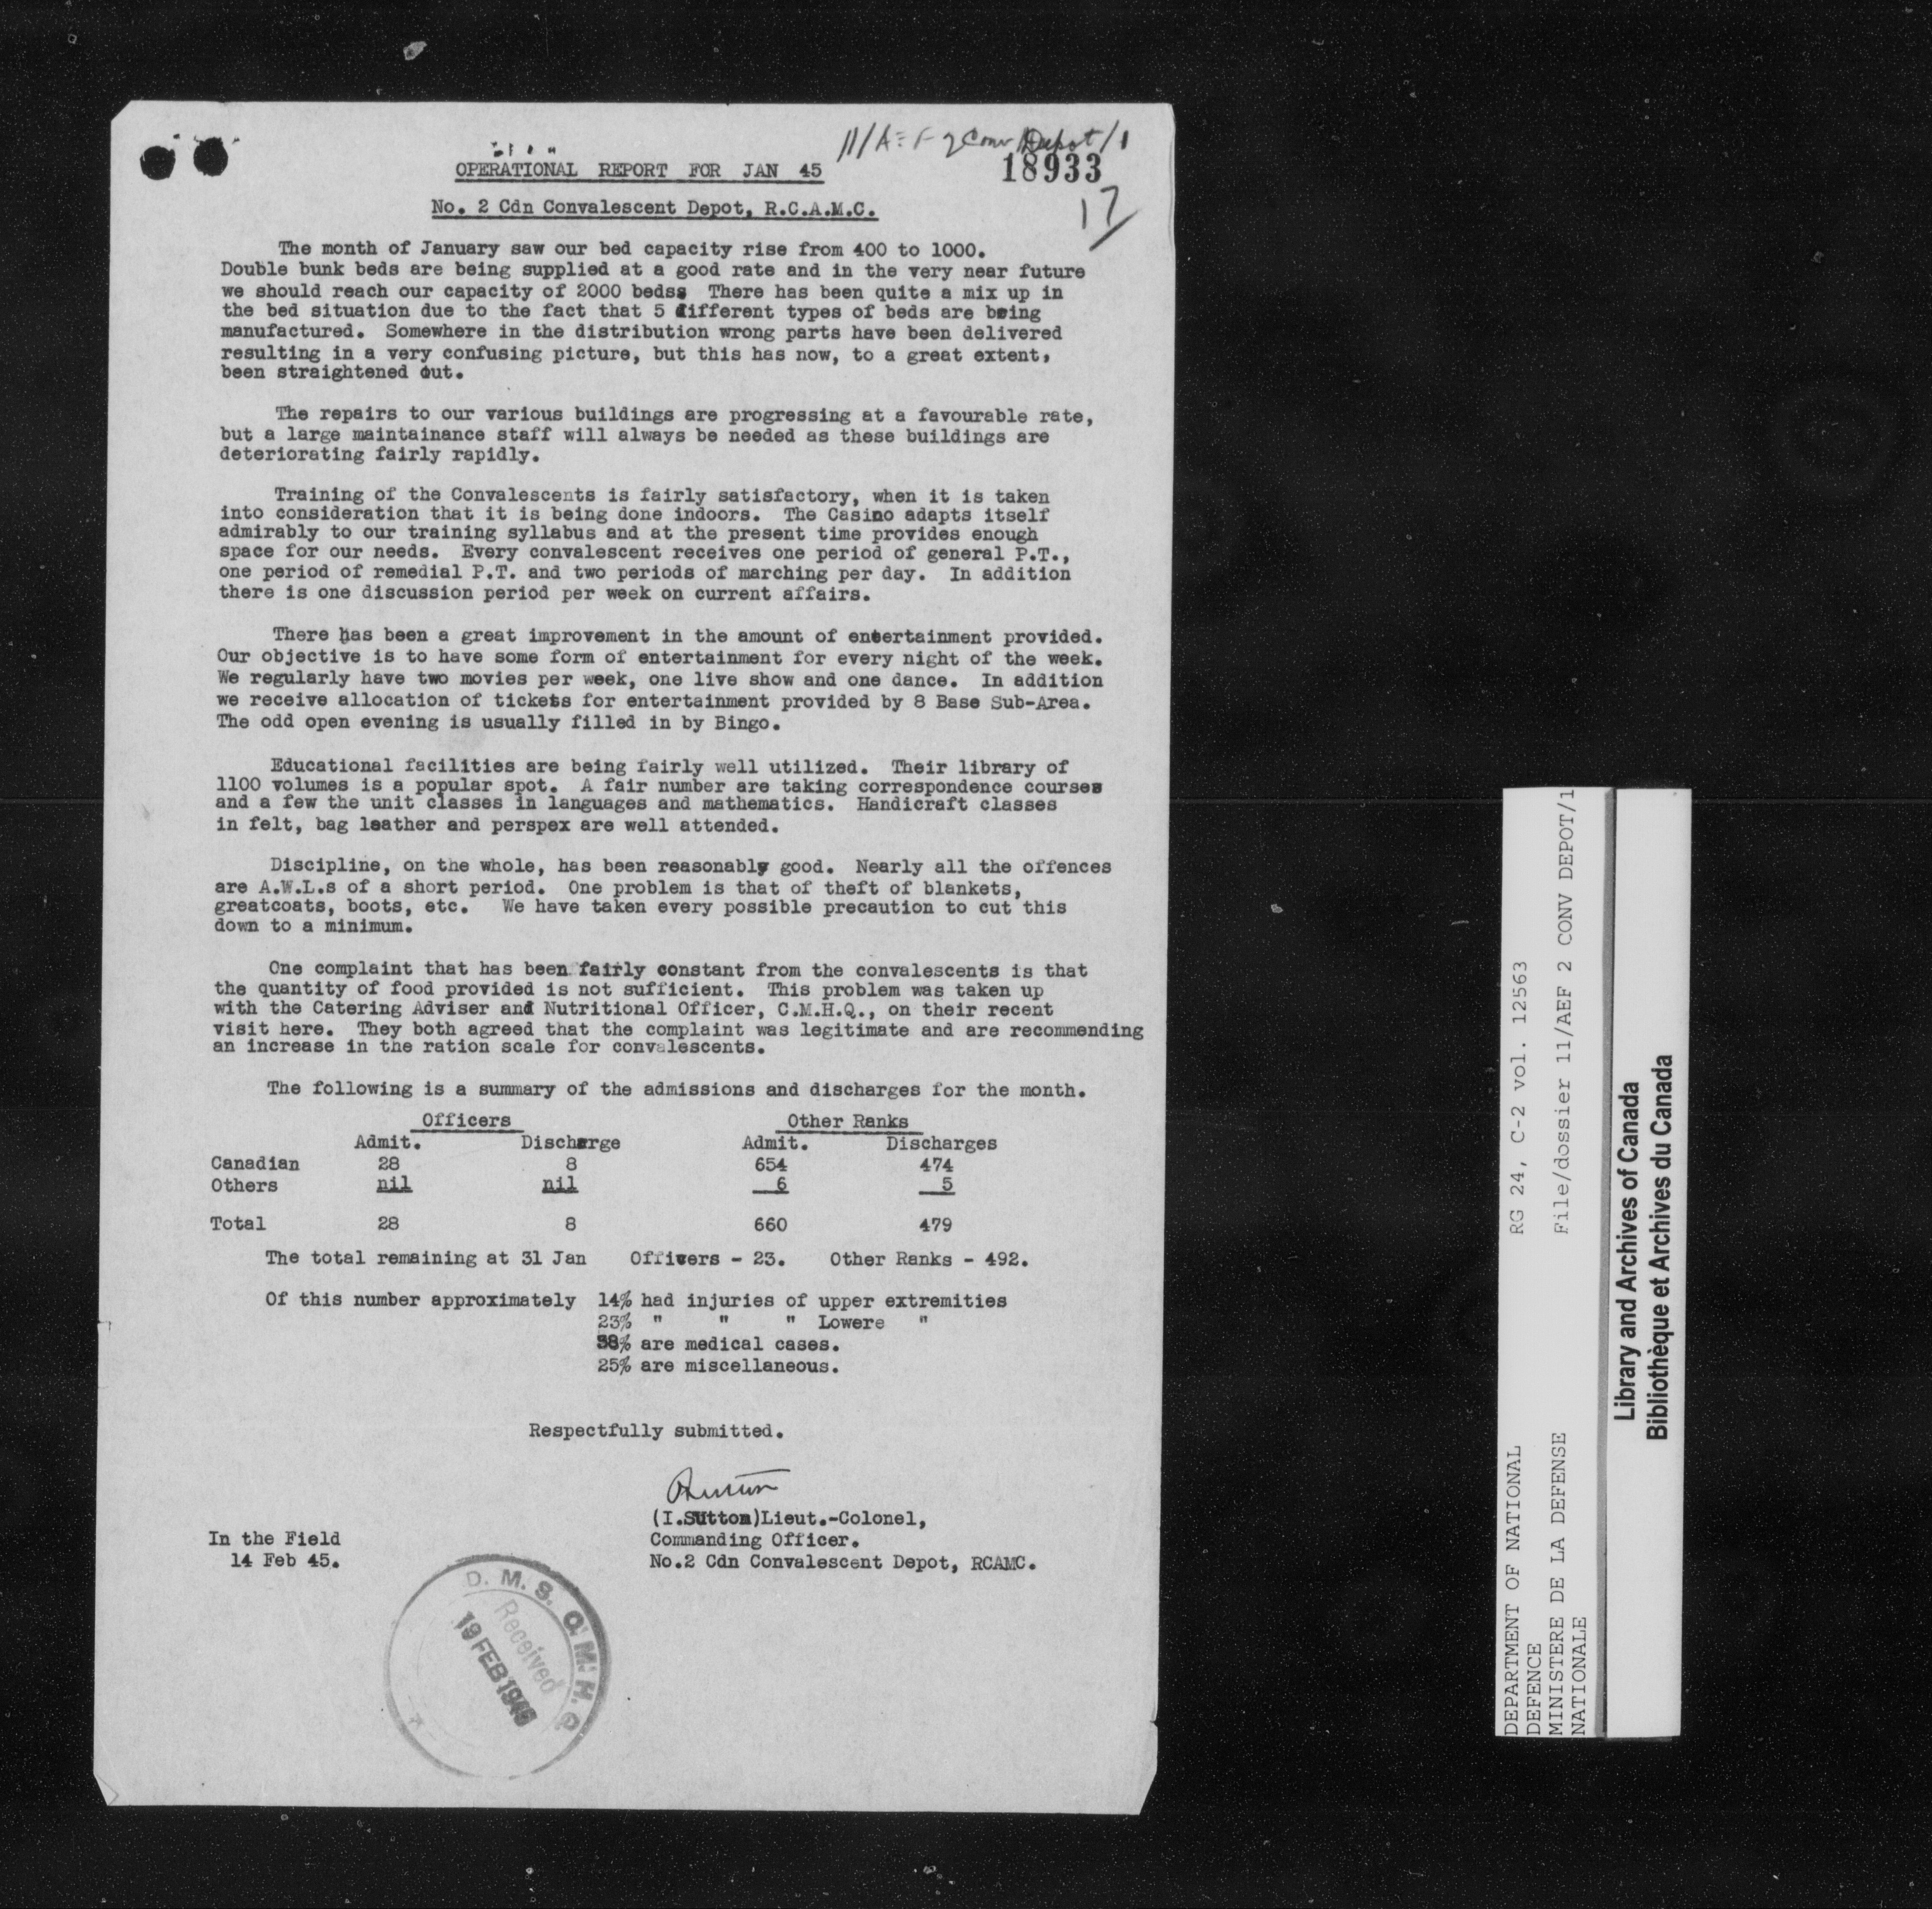 11/AEF 2 Conv Depot/1
OPERATIONAL REPORT FOR JAN 45
18933
17
No. 2 Cdn Convalescent Depot, R.C.A.M.C.
The month of January saw our bed capacity rise from 400 to 1000.
Double bunk beds are being supplied at a good rate and in the very near future
we should reach our capacity of 2000 beds. There has been quite a mix up in
the bed situation due to the fact that 5 different types of beds are being
manufactured. Somewhere in the distribution wrong parts have been delivered
resulting in a very confusing picture, but this has now, to a great extent,
been straightened out.
The repairs to our various buildings are progressing at a favourable rate,
but a large maintainance staff will always be needed as these buildings are
deteriorating fairly rapidly.
Training of the Convalescents is fairly satisfactory, when it is taken
into consideration that it is being done indoors. The Casino adapts itself
admirably to our training syllabus and at the present time provides enough
space for our needs. Every convalescent receives one period of general P.T.,
one period of remedial P.T. and two periods of marching per day. In addition
there is one discussion period per week on current affairs.
There has been a great improvement in the amount of entertainment provided.
Our objective is to have some form of entertainment for every night of the week.
We regularly have two movies per week, one live show and one dance. In addition
we receive allocation of tickets for entertainment provided by 8 Base Sub-Area.
The odd open evening is usually filled in by Bingo.
Educational facilities are being fairly well utilized. Their library of
1100 volumes is a popular spot. A fair number are taking correspondence courses
and a few the unit classes in languages and mathematics. Handicraft classes
in felt, bag leather and perspex are well attended.
Discipline, on the whole, has been reasonably good. Nearly all the offences
are A.W.L.s of a short period. One problem is that of theft of blankets,
greatcoats, boots, etc. We have taken every possible precaution to cut this
down to a minimum.
One complaint that has been fairly constant from the convalescents is that
the quantity of food provided is not sufficient. This problem was taken up
with the Catering Adviser and Nutritional Officer, C.M.H.Q., on their recent
visit here. They both agreed that the complaint was legitimate and are recommending
an increase in the ration scale for convalescents.
The following is a summary of the admissions and discharges for the month.
Officers Other Ranks
Admit. Discharge Admit. Discharges
Canadian 28 8 654 474
Others nil nil 6 5
Total 28 8 660 479
The total remaining at 31 Jan Officers - 23. Other Ranks - 492.
Of this number approximately 14% had injuries of upper extremities
23% " " " Lowere "
38% are medical cases.
25% are miscellaneous.
Respectfully submitted.
(I.Sutton)Lieut.-Colonel,
Commanding Officer.
No.2 Cdn Convalescent Depot, RCAMC.
In the Field
14 Feb 45.
D. M. S. C. M. H. Q.
Received
19 FEB 1945
DEPARTMENT OF NATIONAL RG 24, C-2 vol. 12563
DEFENCE
MINISTERE DE LA DEFENSE File/dossier 11/AEF 2 CONV DEPOT/1
NATIONALE
Library and Archives of Canada
Bibliothèque et Archives du Canada